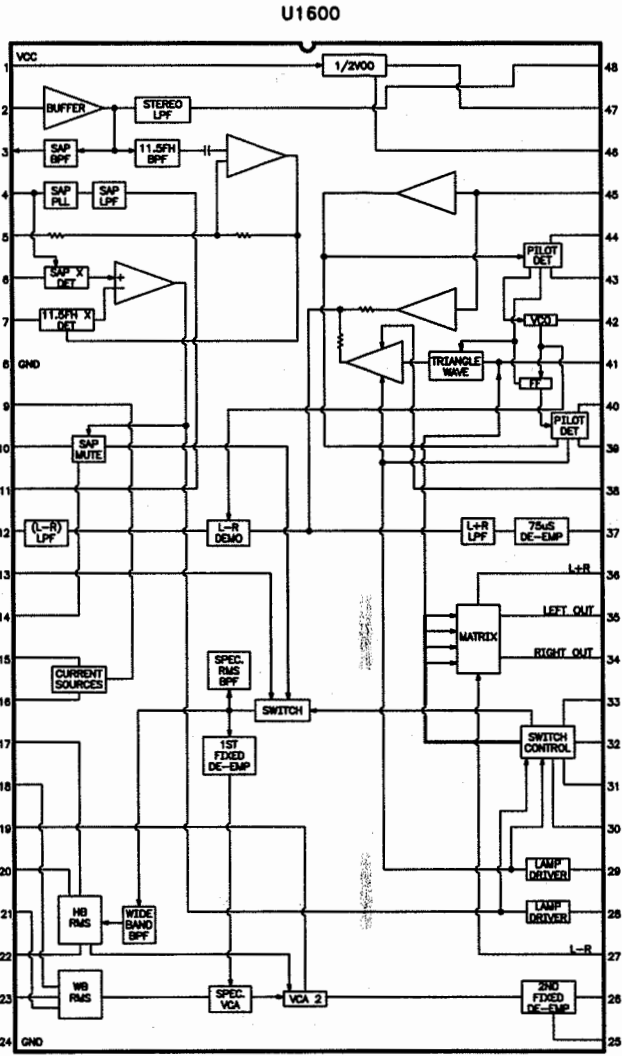 U1600
VCC
1 1/2VDD 48
2 BUFFER STEREO 47
LPF
3 SAP 11.5FH 46
BPF BPF
4 SAP SAP 45
PLL LPF
5 44
PILOT
DET
6 SAP X + 43
DET -
7 11.5FH X VCO 42
DET
8 GND TRIANGLE 41
WAVE
FF
9 40
PILOT
DET
10 SAP 39
MUTE
11 38
12 (L-R) L-R L+R 75uS 37
LPF DEMO LPF DE-EMP
13 L+R 36
14 LEFT OUT 35
MATRIX
15 SPEC. RIGHT OUT 34
RMS
BPF
CURRENT
SOURCES
16 SWITCH 33
17 1ST SWITCH 32
FIXED CONTROL
DE-EMP
18 31
19 30
20 LAMP 29
DRIVER
21 HB WIDE LAMP 28
RMS BAND DRIVER
BPF
22 L-R 27
23 WB SPEC. VCA 2 2ND 26
RMS VCA FIXED
DE-EMP
24 GND 25